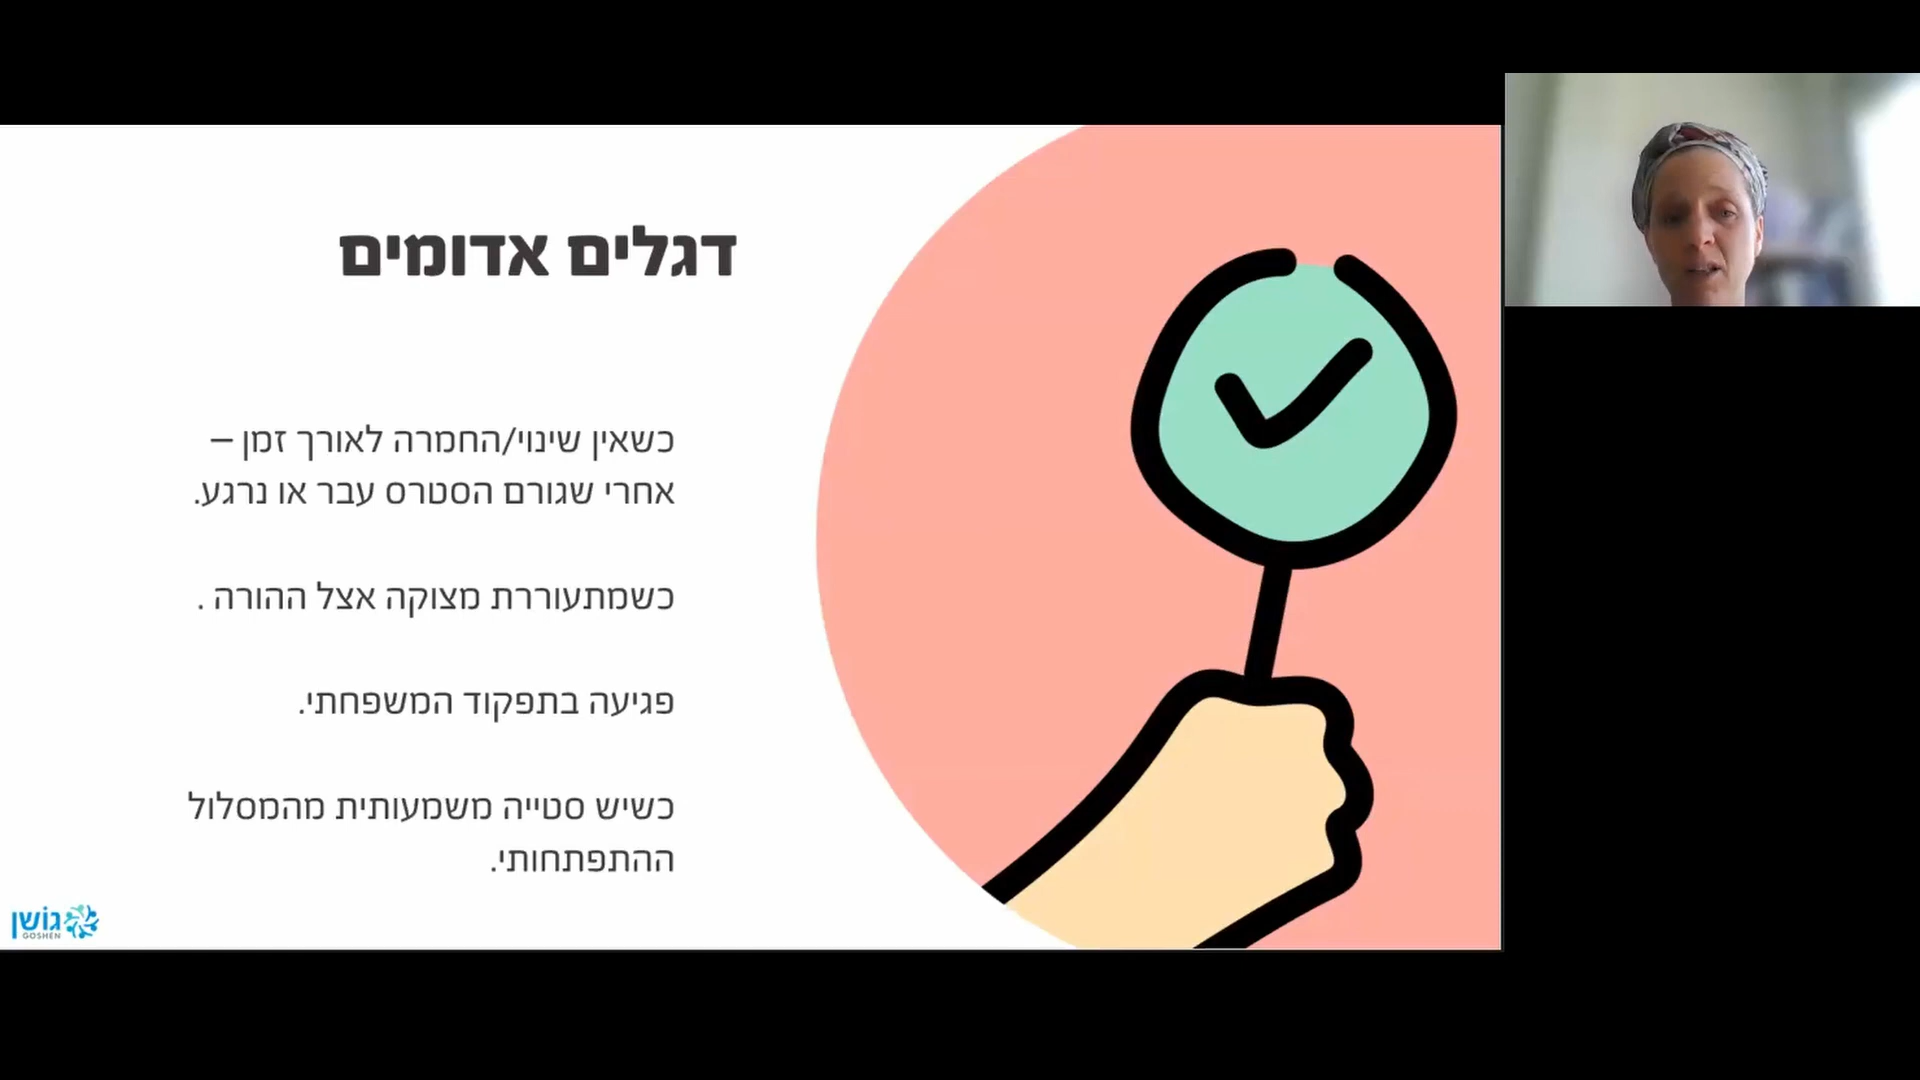 דגלים אדומים
כשאין שינוי/החמרה לאורך זמן –
אחרי שגורם הסטרס עבר או נרגע.
כשמתעוררת מצוקה אצל ההורה .
פגיעה בתפקוד המשפחתי.
כשיש סטייה משמעותית מהמסלול
ההתפתחותי.
גושן
GOSHEN